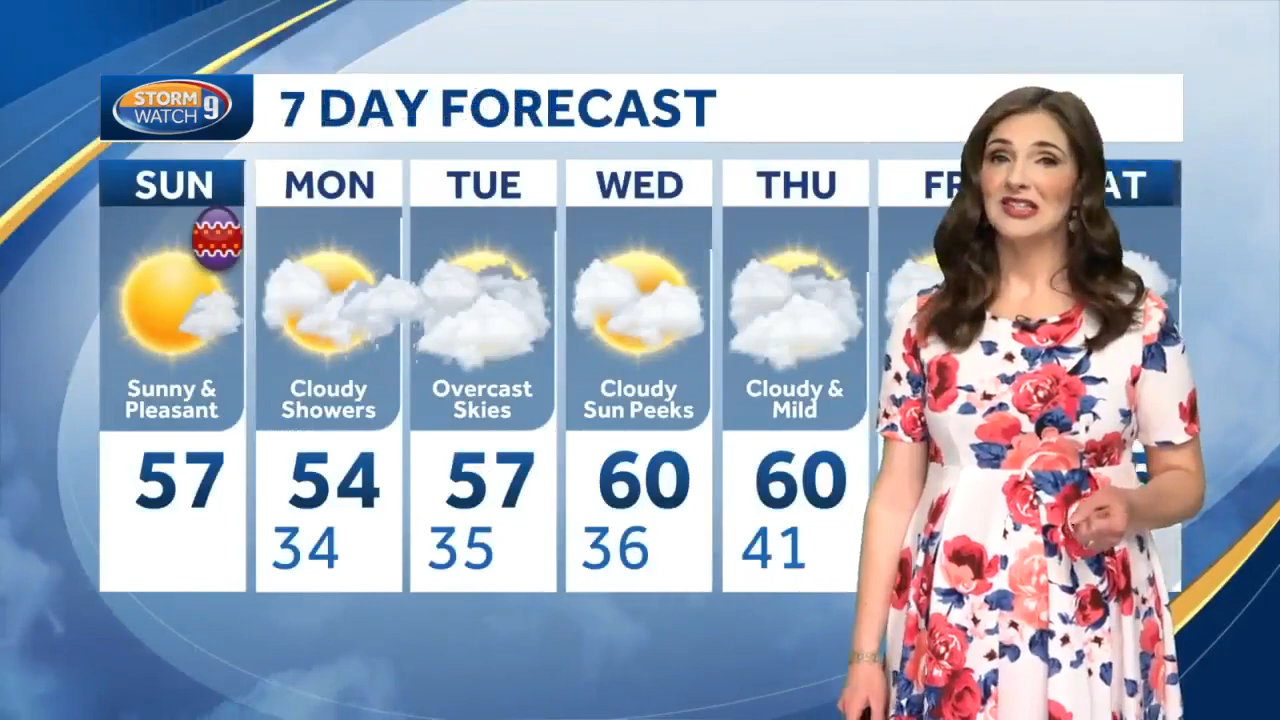 STORM
WATCH 9
7 DAY FORECAST
SUN
MON
TUE
WED
THU
Sunny &
Pleasant
Cloudy
Showers
Overcast
Skies
Cloudy
Sun Peeks
Cloudy &
Mild
57
54
57
60
60
34
35
36
41